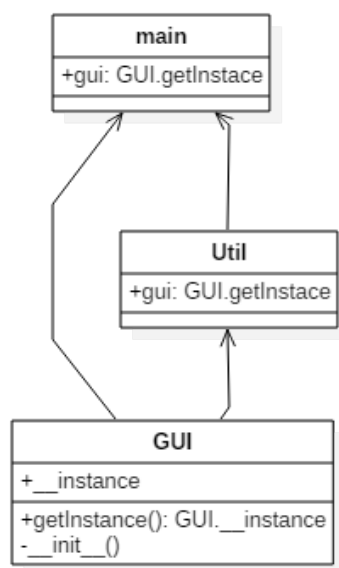 main
+gui: GUI.getInstace
Util
+gui: GUI.getInstace
GUI
+__instance
+getInstance(): GUI.__instance
-__init__()